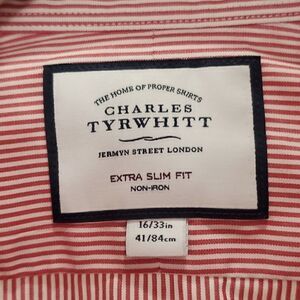 THE HOME OF PROPER SHIRTS
CHARLES
TYRWHITT
JERMYN STREET LONDON
EXTRA SLIM FIT
NON-IRON
16/33in
41/84cm